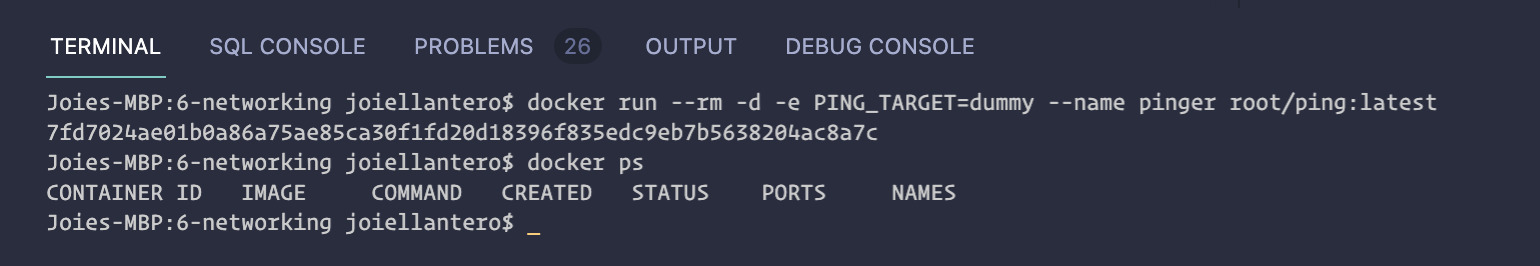 TERMINAL SQL CONSOLE PROBLEMS 26 OUTPUT DEBUG CONSOLE
Joies-MBP:6-networking joiellantero$ docker run --rm -d -e PING_TARGET=dummy --name pinger root/ping:latest
7fd7024ae01b0a86a75ae85ca30f1fd20d18396f835edc9eb7b5638204ac8a7c
Joies-MBP:6-networking joiellantero$ docker ps
CONTAINER ID   IMAGE     COMMAND   CREATED   STATUS    PORTS     NAMES
Joies-MBP:6-networking joiellantero$ _